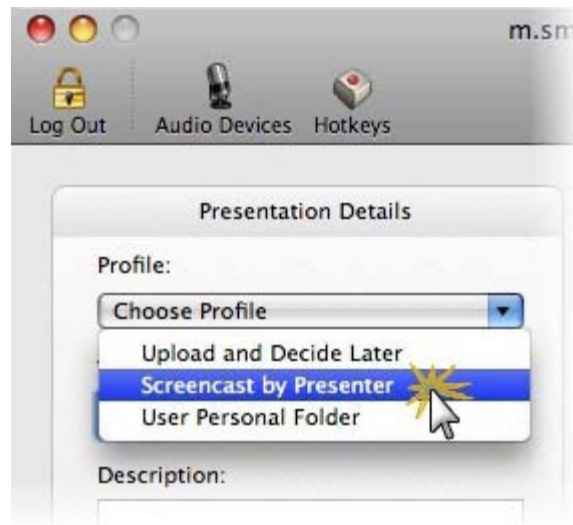 m.sm
Log Out Audio Devices Hotkeys
Presentation Details
Profile:
Choose Profile
Upload and Decide Later
Screencast by Presenter
User Personal Folder
Description: